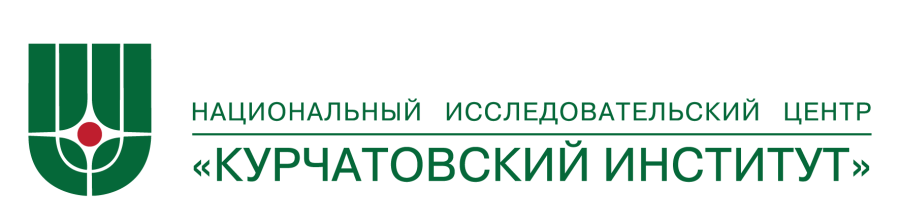 НАЦИОНАЛЬНЫЙ ИССЛЕДОВАТЕЛЬСКИЙ ЦЕНТР
«КУРЧАТОВСКИЙ ИНСТИТУТ»